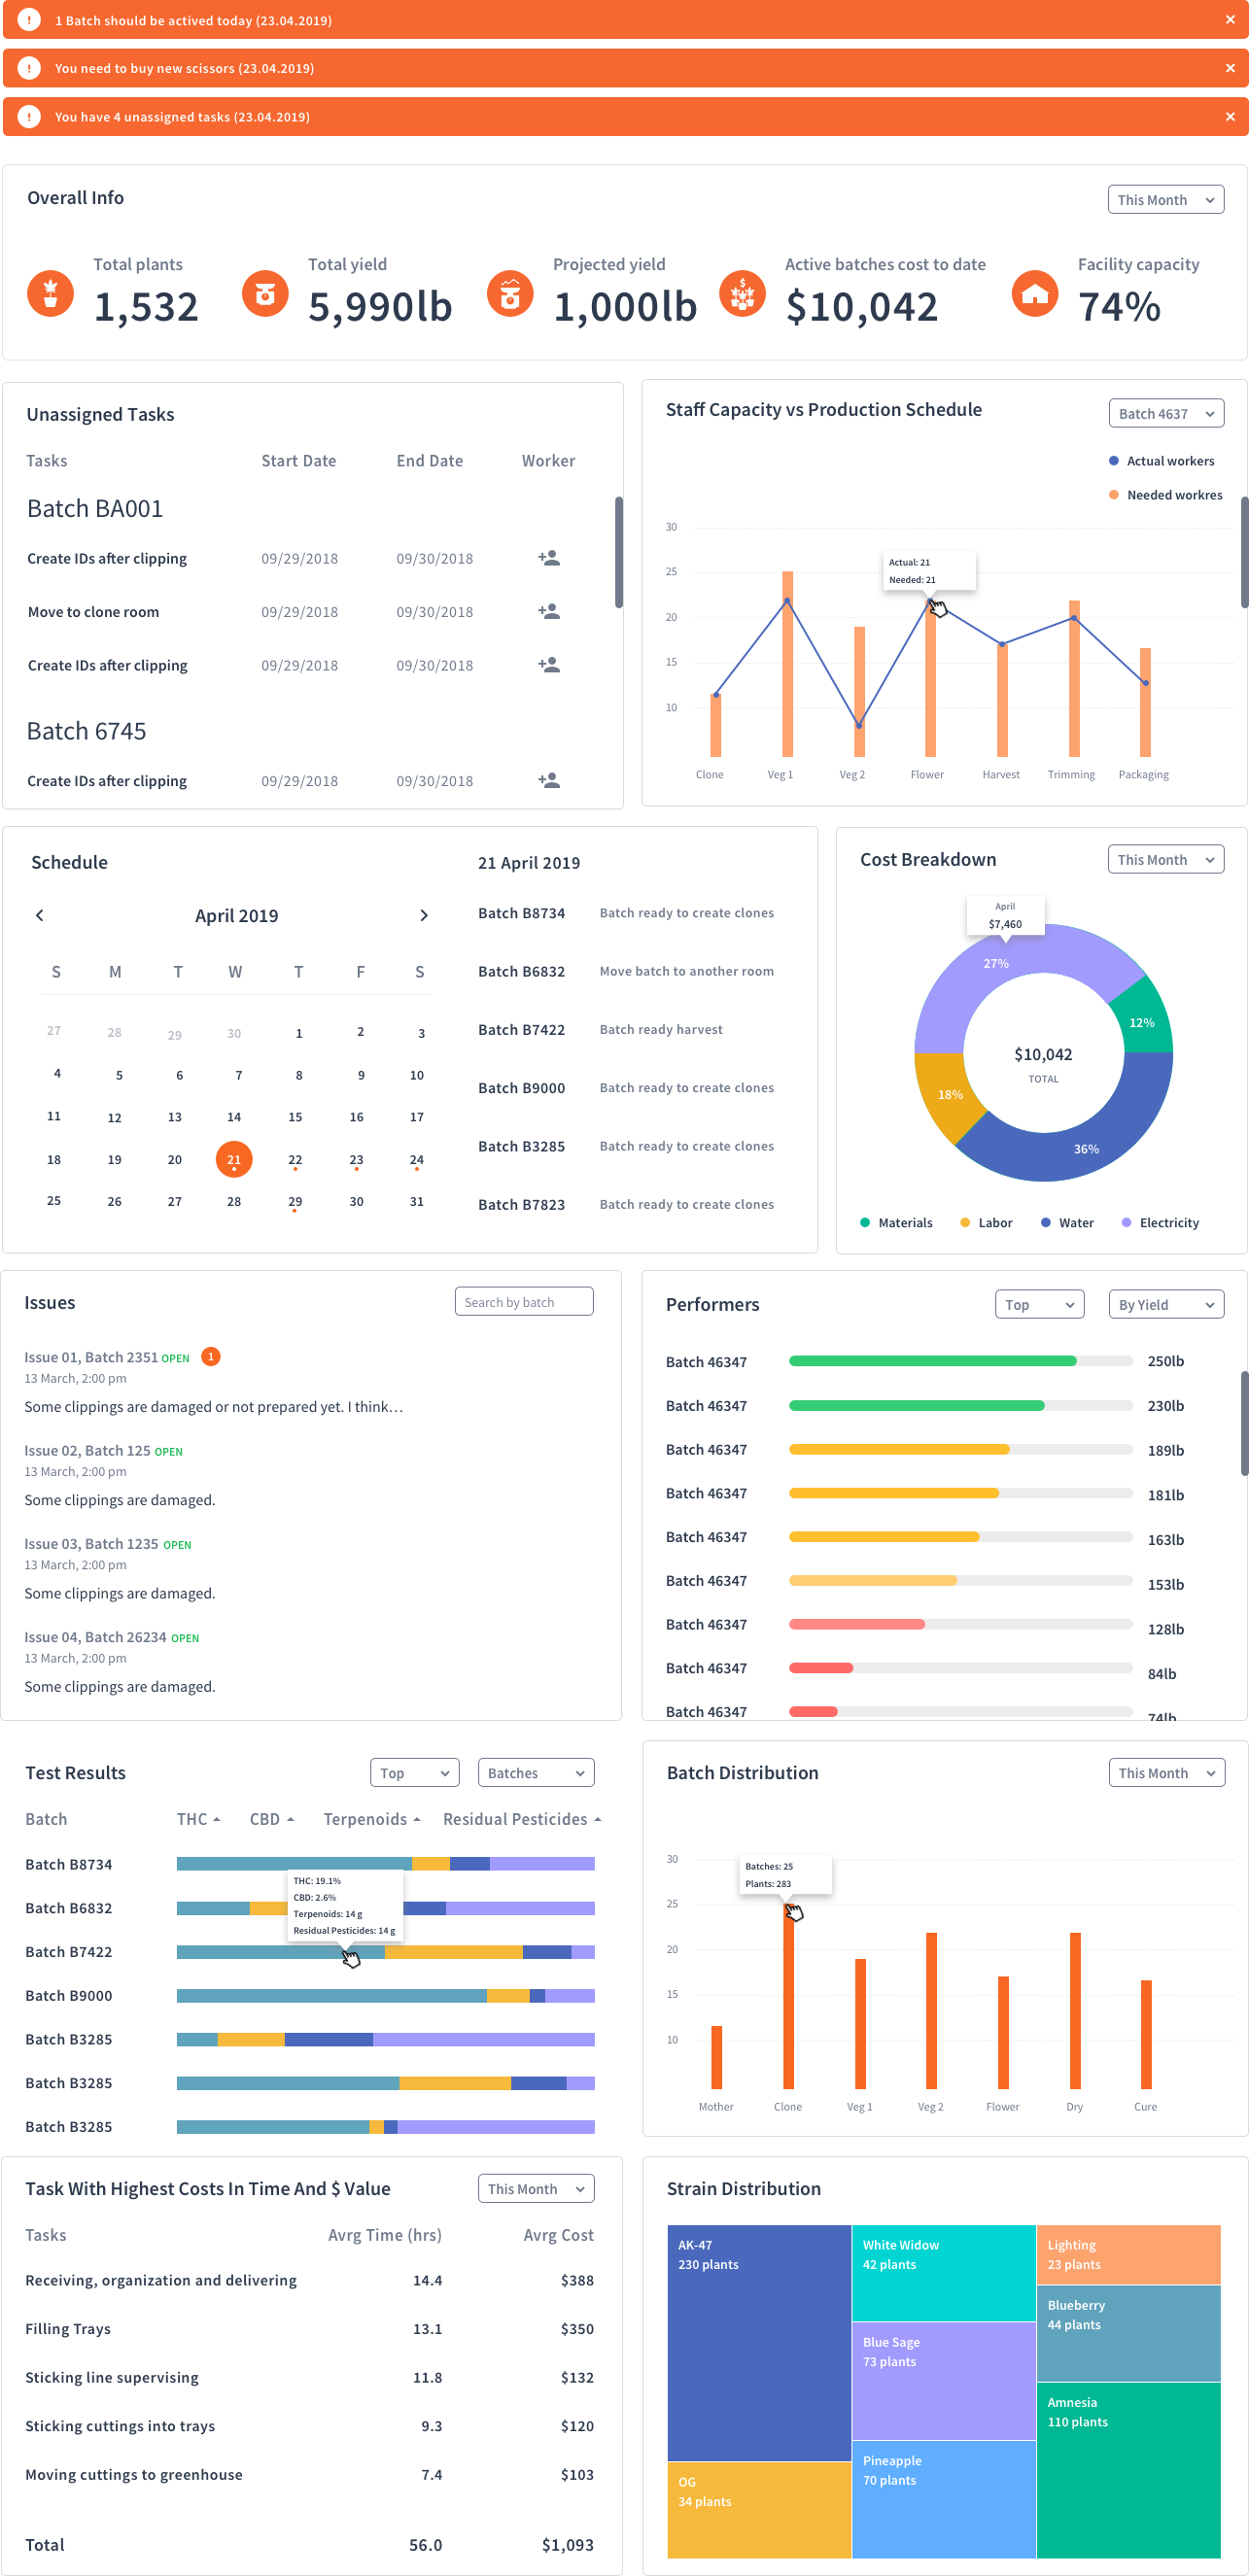 1 Batch should be actived today (23.04.2019)
You need to buy new scissors (23.04.2019)
You have 4 unassigned tasks (23.04.2019)
Overall Info
This Month
Total plants
1,532
Total yield
5,990lb
Projected yield
1,000lb
Active batches cost to date
$10,042
Facility capacity
74%
Unassigned Tasks
Tasks Start Date End Date Worker
Batch BA001
Create IDs after clipping 09/29/2018 09/30/2018
Move to clone room 09/29/2018 09/30/2018
Create IDs after clipping 09/29/2018 09/30/2018
Batch 6745
Create IDs after clipping 09/29/2018 09/30/2018
Staff Capacity vs Production Schedule
Batch 4637
Actual workers
Needed workres
30
25
20
15
10
Actual: 21
Needed: 21
Clone Veg 1 Veg 2 Flower Harvest Trimming Packaging
Schedule
April 2019
S M T W T F S
27 28 29 30 1 2 3
4 5 6 7 8 9 10
11 12 13 14 15 16 17
18 19 20 21 22 23 24
25 26 27 28 29 30 31
21 April 2019
Batch B8734 Batch ready to create clones
Batch B6832 Move batch to another room
Batch B7422 Batch ready harvest
Batch B9000 Batch ready to create clones
Batch B3285 Batch ready to create clones
Batch B7823 Batch ready to create clones
Cost Breakdown
This Month
April
$7,460
27%
12%
18%
36%
$10,042
TOTAL
Materials Labor Water Electricity
Issues
Search by batch
Issue 01, Batch 2351 OPEN 1
13 March, 2:00 pm
Some clippings are damaged or not prepared yet. I think...
Issue 02, Batch 125 OPEN
13 March, 2:00 pm
Some clippings are damaged.
Issue 03, Batch 1235 OPEN
13 March, 2:00 pm
Some clippings are damaged.
Issue 04, Batch 26234 OPEN
13 March, 2:00 pm
Some clippings are damaged.
Performers
Top
By Yield
Batch 46347 250lb
Batch 46347 230lb
Batch 46347 189lb
Batch 46347 181lb
Batch 46347 163lb
Batch 46347 153lb
Batch 46347 128lb
Batch 46347 84lb
Batch 46347 74lb
Test Results
Top
Batches
Batch THC CBD Terpenoids Residual Pesticides
Batch B8734
Batch B6832
Batch B7422
Batch B9000
Batch B3285
Batch B3285
Batch B3285
THC: 19.1%
CBD: 2.6%
Terpenoids: 14 g
Residual Pesticides: 14 g
Batch Distribution
This Month
30
25
20
15
10
Batches: 25
Plants: 283
Mother Clone Veg 1 Veg 2 Flower Dry Cure
Task With Highest Costs In Time And $ Value
This Month
Tasks Avrg Time (hrs) Avrg Cost
Receiving, organization and delivering 14.4 $388
Filling Trays 13.1 $350
Sticking line supervising 11.8 $132
Sticking cuttings into trays 9.3 $120
Moving cuttings to greenhouse 7.4 $103
Total 56.0 $1,093
Strain Distribution
AK-47
230 plants
OG
34 plants
White Widow
42 plants
Blue Sage
73 plants
Pineapple
70 plants
Lighting
23 plants
Blueberry
44 plants
Amnesia
110 plants